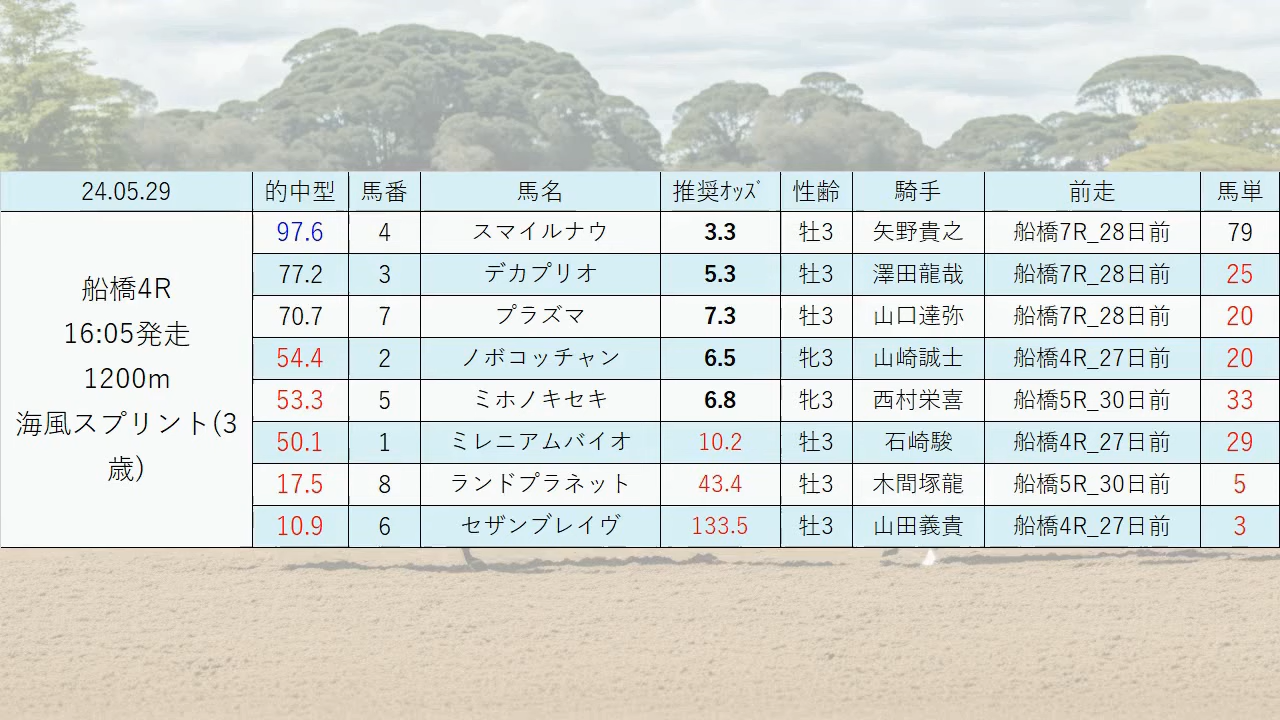 24.05.29 的中型 馬番 馬名 推奨ｵｯｽﾞ 性齢 騎手 前走 馬単
船橋4R
16:05発走
1200m
海風スプリント(3
歳)
97.6 4 スマイルナウ 3.3 牡3 矢野貴之 船橋7R_28日前 79
77.2 3 デカプリオ 5.3 牡3 澤田龍哉 船橋7R_28日前 25
70.7 7 プラズマ 7.3 牡3 山口達弥 船橋7R_28日前 20
54.4 2 ノボコッチャン 6.5 牝3 山崎誠士 船橋4R_27日前 20
53.3 5 ミホノキセキ 6.8 牝3 西村栄喜 船橋5R_30日前 33
50.1 1 ミレニアムバイオ 10.2 牡3 石崎駿 船橋4R_27日前 29
17.5 8 ランドプラネット 43.4 牡3 木間塚龍 船橋5R_30日前 5
10.9 6 セザンブレイヴ 133.5 牡3 山田義貴 船橋4R_27日前 3